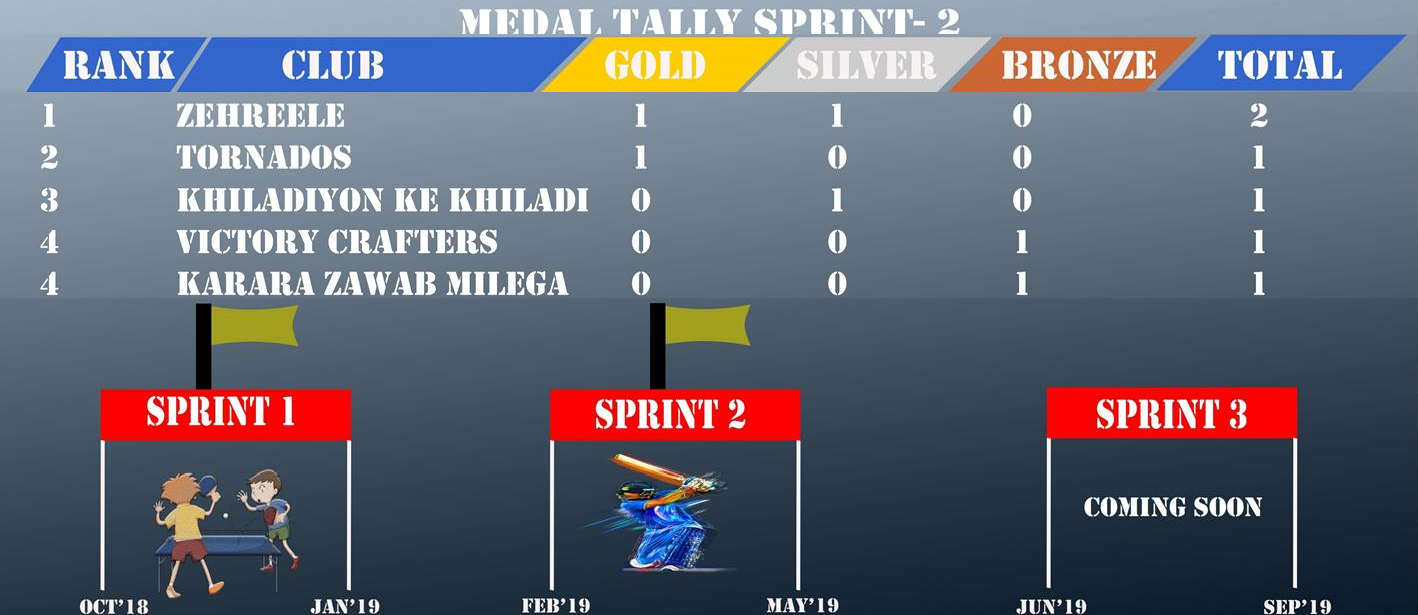 MEDAL TALLY SPRINT- 2
RANK CLUB GOLD SILVER BRONZE TOTAL
1 ZEHREELE 1 1 0 2
2 TORNADOS 1 0 0 1
3 KHILADIYON KE KHILADI 0 1 0 1
4 VICTORY CRAFTERS 0 0 1 1
4 KARARA ZAWAB MILEGA 0 0 1 1
SPRINT 1 SPRINT 2 SPRINT 3
COMING SOON
OCT'18 JAN'19 FEB'19 MAY'19 JUN'19 SEP'19